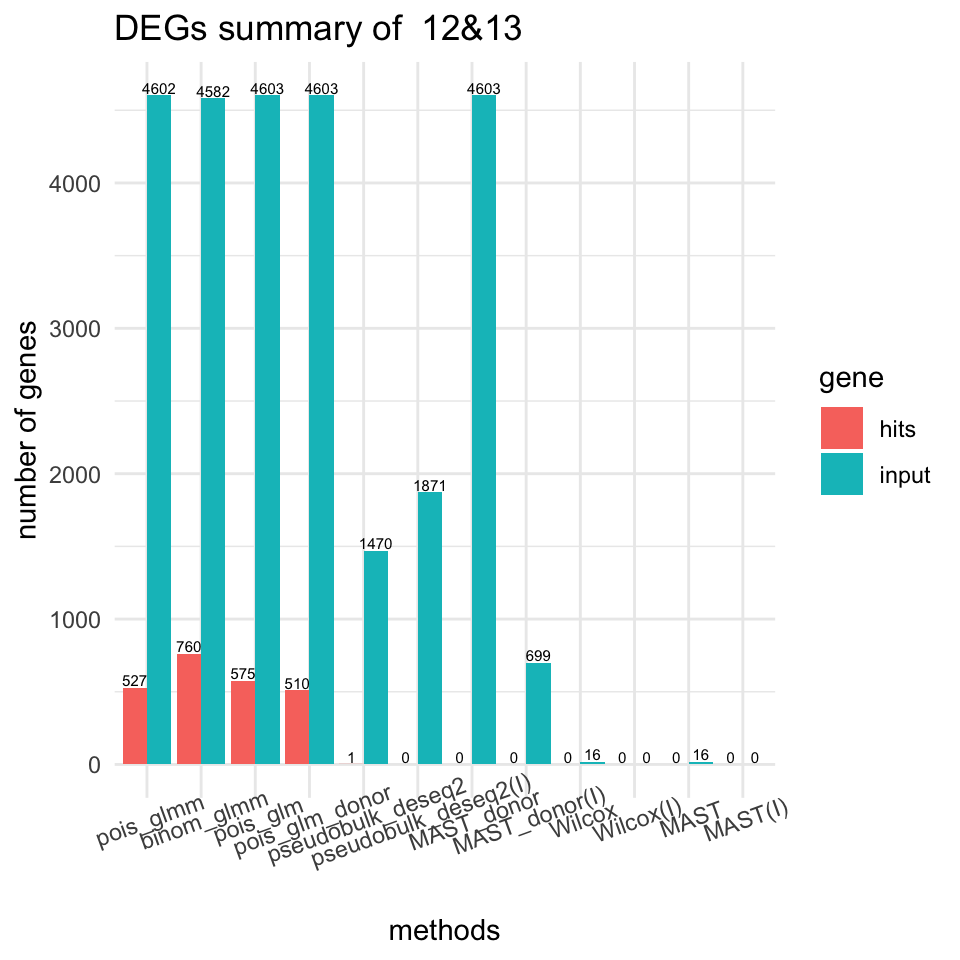 DEGs summary of  12&13
number of genes
4000
3000
2000
1000
0
4602
4582
4603
4603
4603
1871
1470
760
699
575
527
510
1
0
0
0
0
16
0
0
0
16
0
0
pois_glmm
binom_glmm
pois_glm
pois_glm_donor
pseudobulk_deseq2
pseudobulk_deseq2(I)
MAST_donor
MAST_donor(I)
Wilcox
Wilcox(I)
MAST
MAST(I)
methods
gene
hits
input